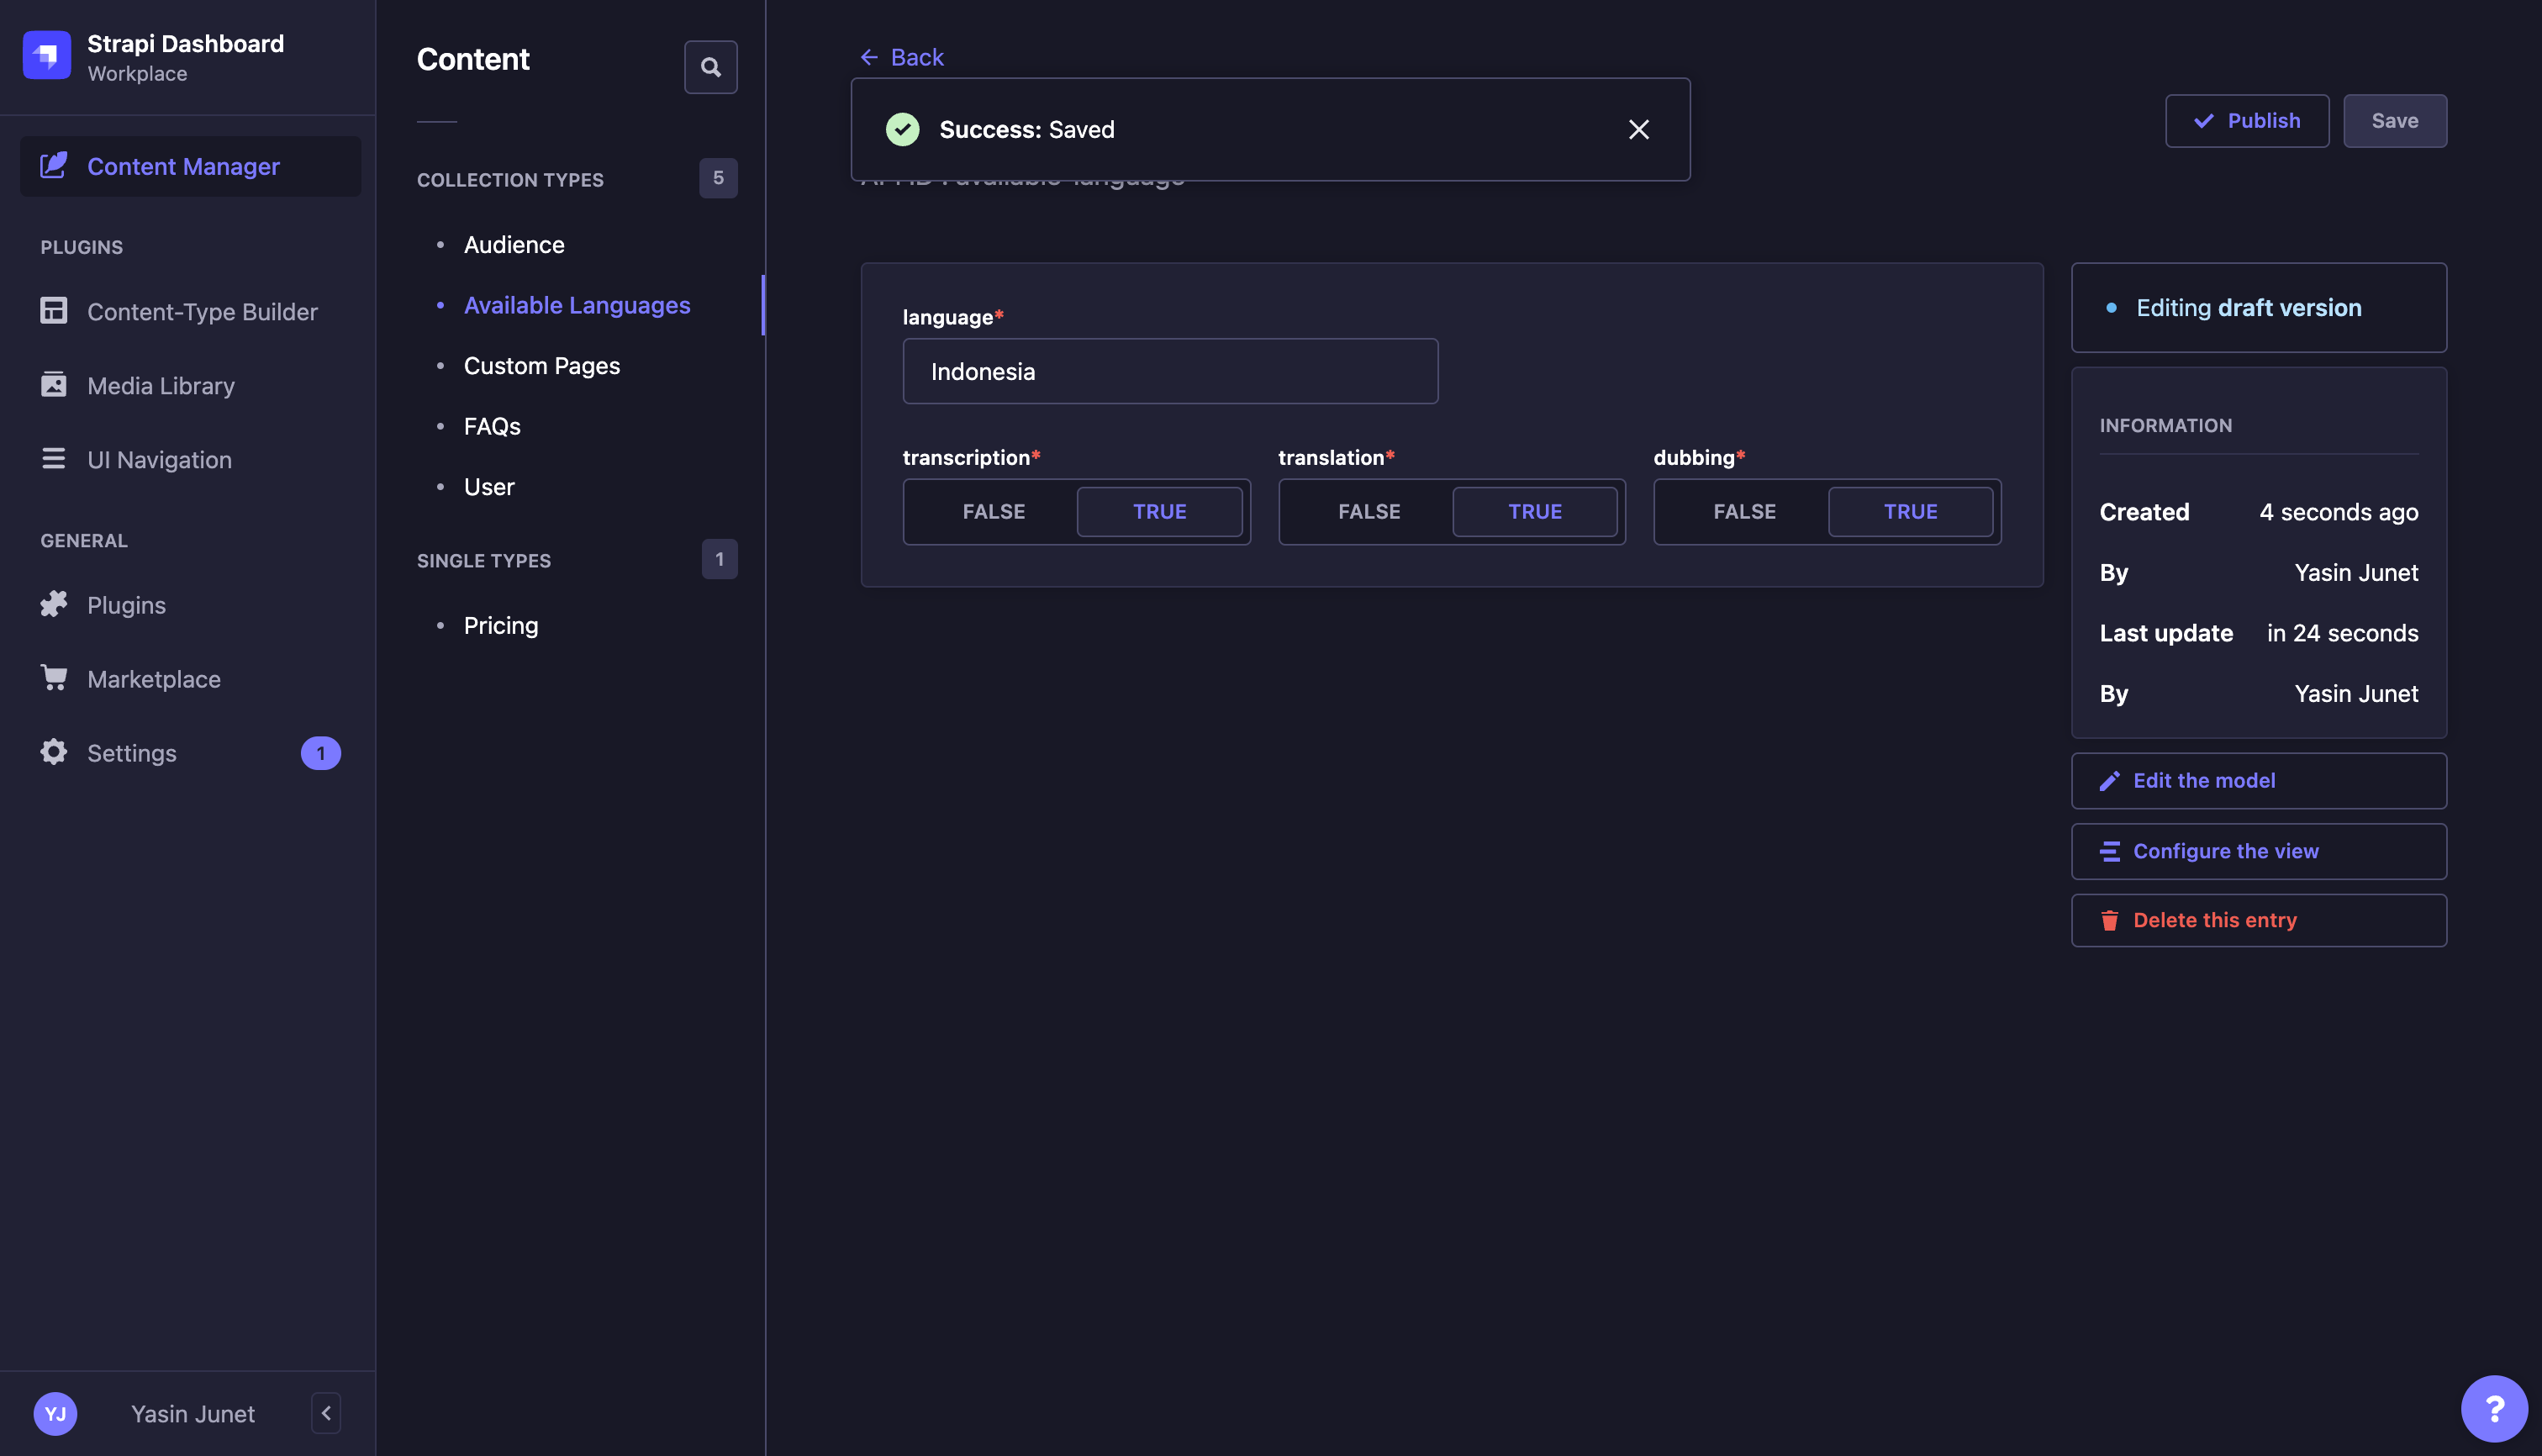 Strapi Dashboard
Workplace
Content Manager
PLUGINS
Content-Type Builder
Media Library
UI Navigation
GENERAL
Plugins
Marketplace
Settings
1
YJ
Yasin Junet
Content
COLLECTION TYPES
5
Audience
Available Languages
Custom Pages
FAQs
User
SINGLE TYPES
1
Pricing
Back
Success: Saved
Publish
Save
language*
Indonesia
transcription*
FALSE
TRUE
translation*
FALSE
TRUE
dubbing*
FALSE
TRUE
Editing draft version
INFORMATION
Created
4 seconds ago
By
Yasin Junet
Last update
in 24 seconds
By
Yasin Junet
Edit the model
Configure the view
Delete this entry
?